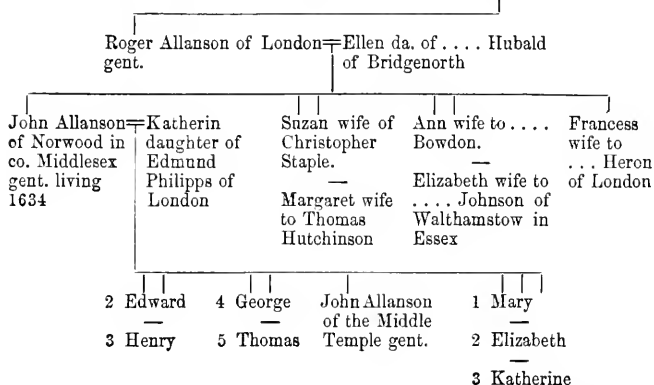 Roger Allanson of London=Ellen da. of .... Hubald
gent.
of Bridgenorth
John Allanson=Katherin
of Norwood in
co. Middlesex
gent. living
1634
daughter of
Edmund
Philipps of
London
Suzan wife of
Christopher
Staple.
—
Margaret wife
to Thomas
Hutchinson
Ann wife to ....
Bowdon.
—
Elizabeth wife to
.... Johnson of
Walthamstow in
Essex
Francess
wife to
... Heron
of London
2 Edward
—
3 Henry
4 George
—
5 Thomas
John Allanson
of the Middle
Temple gent.
1 Mary
—
2 Elizabeth
—
3 Katherine